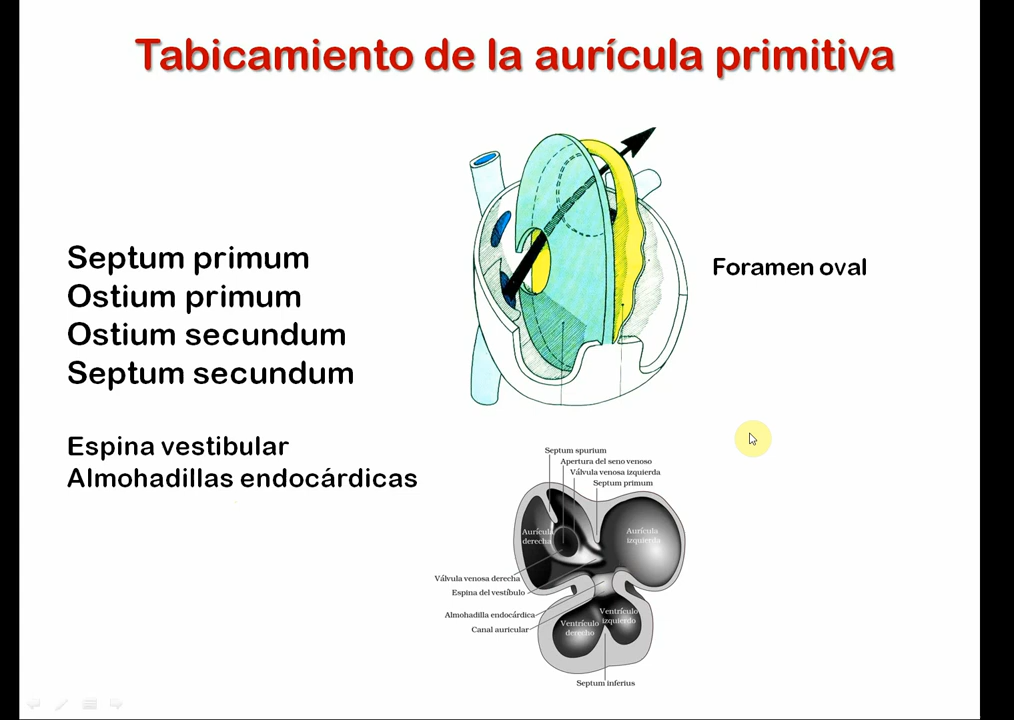 Tabicamiento de la aurícula primitiva
Septum primum
Ostium primum
Ostium secundum
Septum secundum
Espina vestibular
Almohadillas endocárdicas
Foramen oval
Septum spurium
Apertura del seno venoso
Válvula venosa izquierda
Septum primum
Aurícula
derecha
Aurícula
izquierda
Válvula venosa derecha
Espina del vestíbulo
Almohadilla endocárdica
Canal auricular
Ventrículo
derecho
Ventrículo
izquierdo
Septum inferius